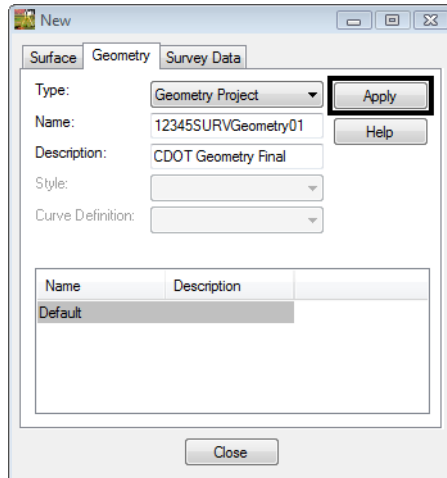 New
Surface Geometry Survey Data
Type: Geometry Project Apply
Name: 12345SURVGeometry01 Help
Description: CDOT Geometry Final
Style:
Curve Definition:
Name Description
Default
Close